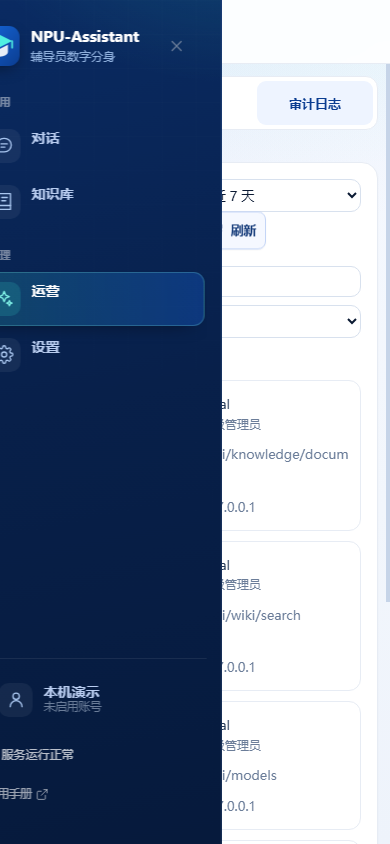 NPU-Assistant
辅导员数字分身
用
对话
知识库
理
运营
设置
本机演示
未启用账号
服务运行正常
用手册
审计日志
近 7 天
刷新
al
管理员
i/knowledge/docum
.0.0.1
al
管理员
i/wiki/search
.0.0.1
al
管理员
i/models
.0.0.1